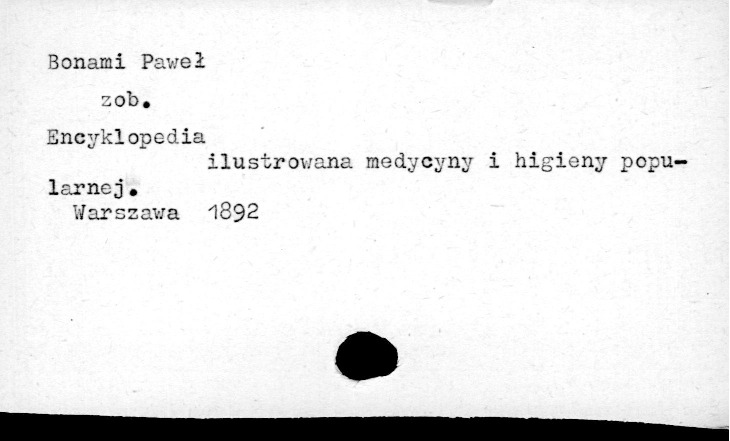 Bonami Paweł
zob.
Encyklopedia
ilustrowana medycyny i higieny popu-
larnej.
Warszawa 1892